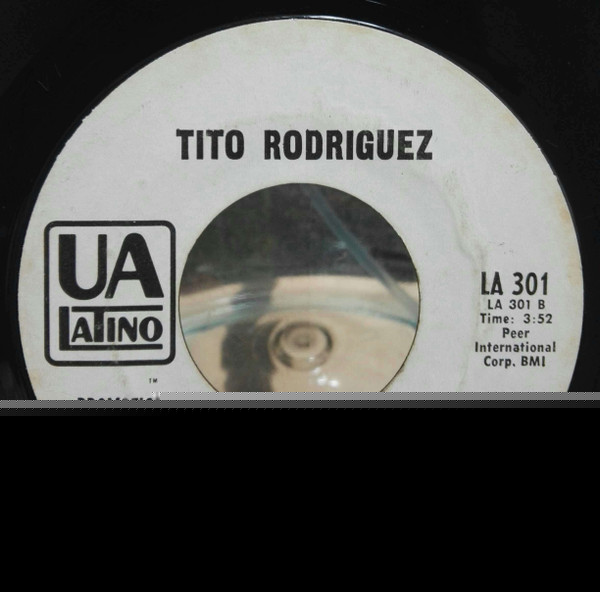 TITO RODRIGUEZ
UA
LATINO
TM
LA 301
LA 301 B
Time: 3:52
Peer
International
Corp. BMI